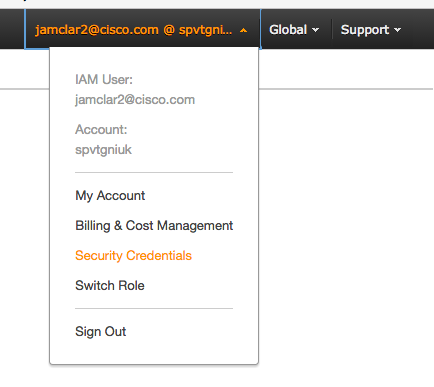 jamclar2@cisco.com @ spvtgni... Global Support
IAM User:
jamclar2@cisco.com
Account:
spvtgniuk
My Account
Billing & Cost Management
Security Credentials
Switch Role
Sign Out